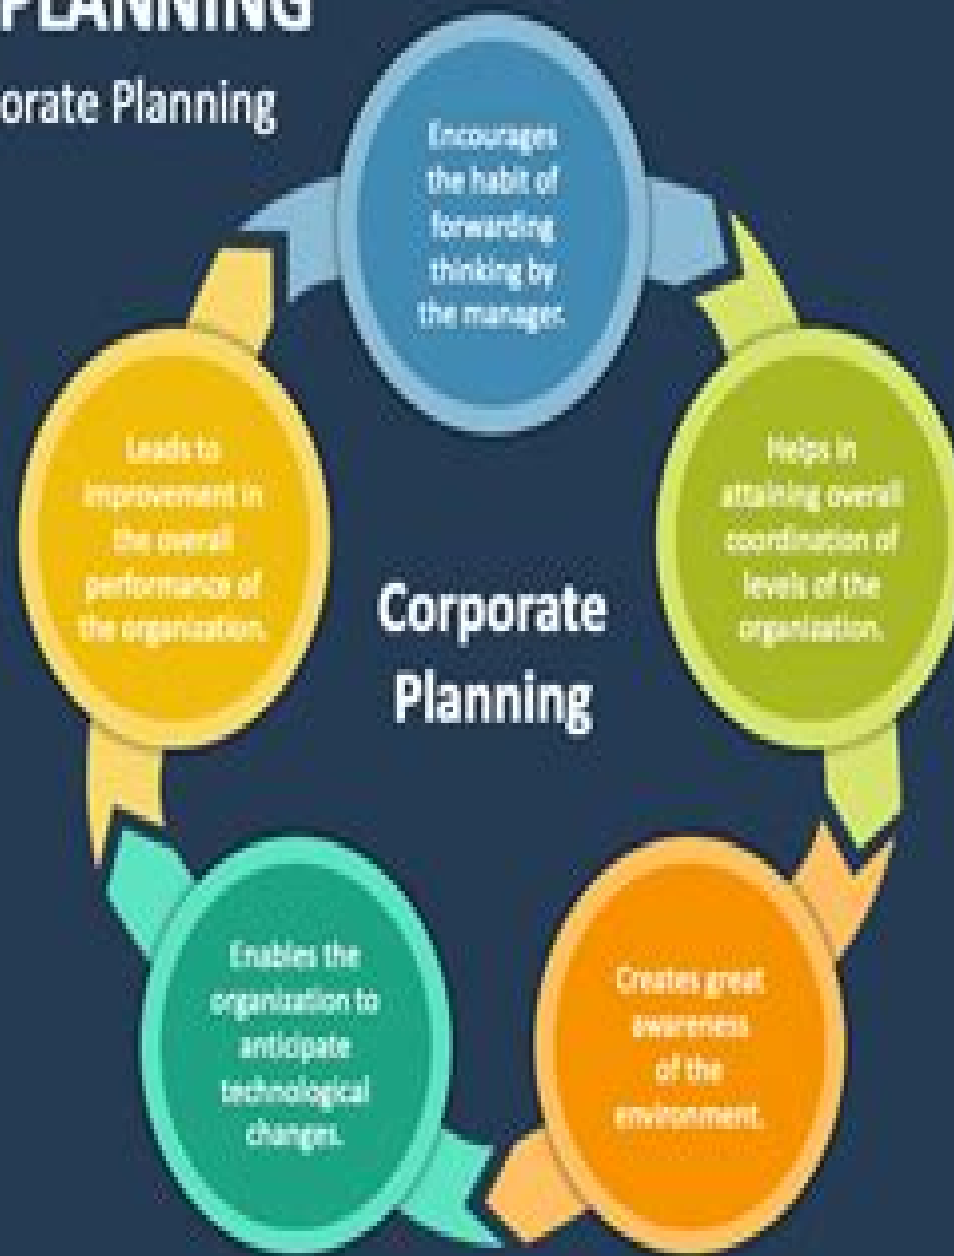 PLANNING
orate Planning
Encourages
the habit of
forwarding
thinking by
the manager.
Helps in
attaining overall
coordination of
levels of the
organization.
Creates great
awareness
of the
environment.
Enables the
organization to
anticipate
technological
changes.
Leads to
improvement in
the overall
performance of
the organization.
Corporate
Planning